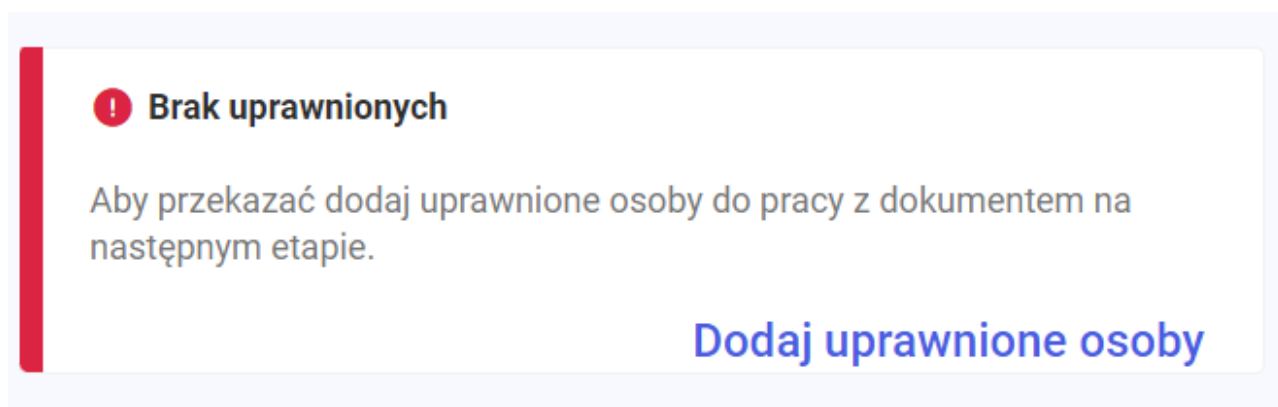 Brak uprawnionych
Aby przekazać dodaj uprawnione osoby do pracy z dokumentem na
następnym etapie.
Dodaj uprawnione osoby